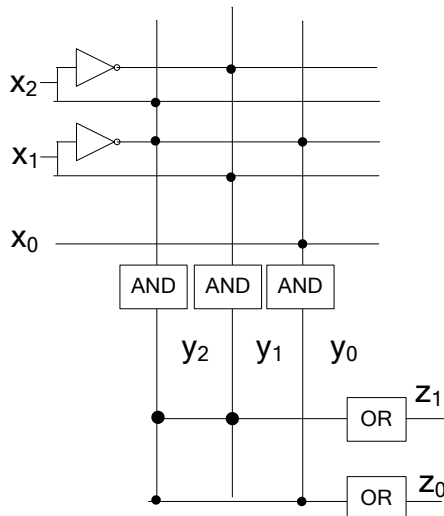 x₂
x₁
x₀
AND AND AND
y₂ y₁ y₀
z₁
OR
z₀
OR